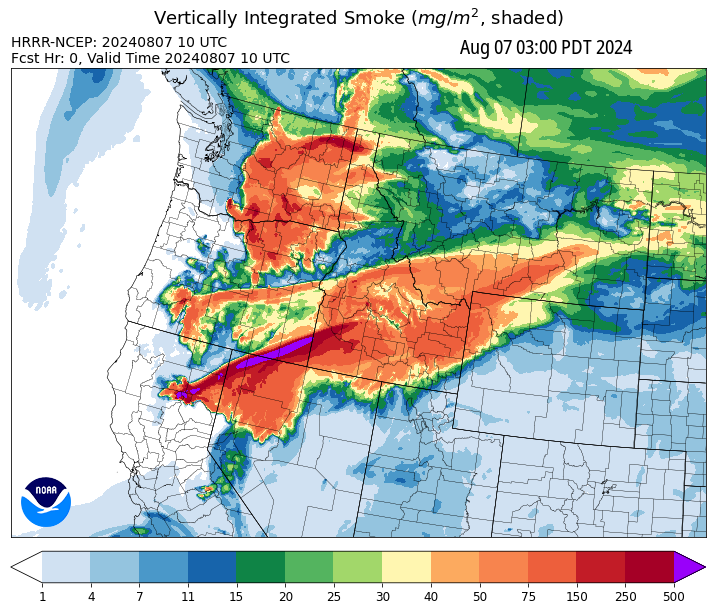 Vertically Integrated Smoke (mg/m², shaded)
HRRR-NCEP: 20240807 10 UTC
Fcst Hr: 0, Valid Time 20240807 10 UTC
Aug 07 03:00 PDT 2024
NOAA
1 4 7 11 15 20 25 30 40 50 75 150 250 500